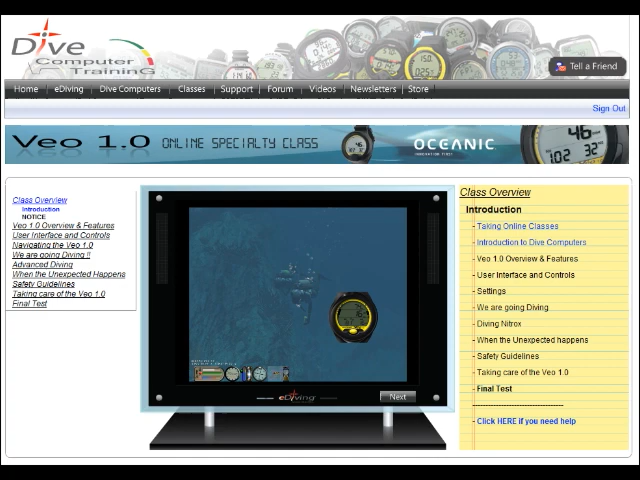 Dive
Computer
Training
Tell a Friend
Home
eDiving
Dive Computers
Classes
Support
Forum
Videos
Newsletters
Store
Sign Out
Veo 1.0 ONLINE SPECIALTY CLASS
OCEANIC
46
102 32
Class Overview
Introduction
NOTICE
Veo 1.0 Overview & Features
User Interface and Controls
Navigating the Veo 1.0
We are going Diving !!
Advanced Diving
When the Unexpected Happens
Safety Guidelines
Taking care of the Veo 1.0
Final Test
eDiving
Next
Class Overview
Introduction
- Taking Online Classes
- Introduction to Dive Computers
- Veo 1.0 Overview & Features
- User Interface and Controls
- Settings
- We are going Diving
- Diving Nitrox
- When the Unexpected happens
- Safety Guidelines
- Taking care of the Veo 1.0
- Final Test
- Click HERE if you need help